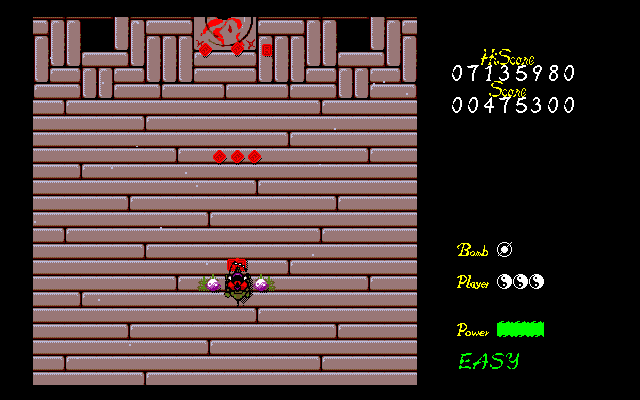 HiScore
07135980
Score
00475300
Bomb
Player
Power
EASY